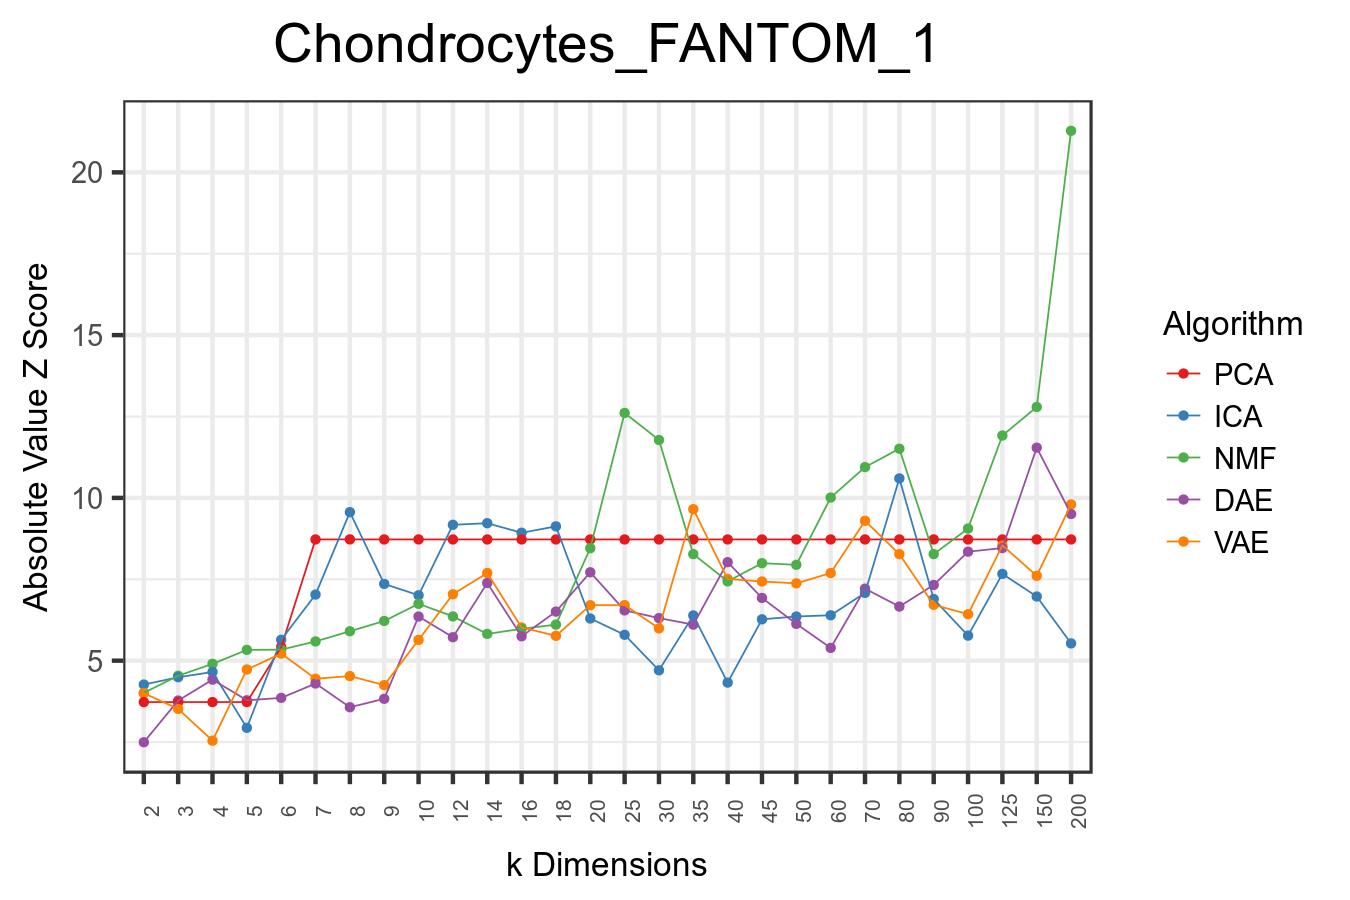 Chondrocytes_FANTOM_1
Absolute Value Z Score
20
15
10
5
2 3 4 5 6 7 8 9 10 12 14 16 18 20 25 30 35 40 45 50 60 70 80 90 100 125 150 200
k Dimensions
Algorithm
PCA
ICA
NMF
DAE
VAE